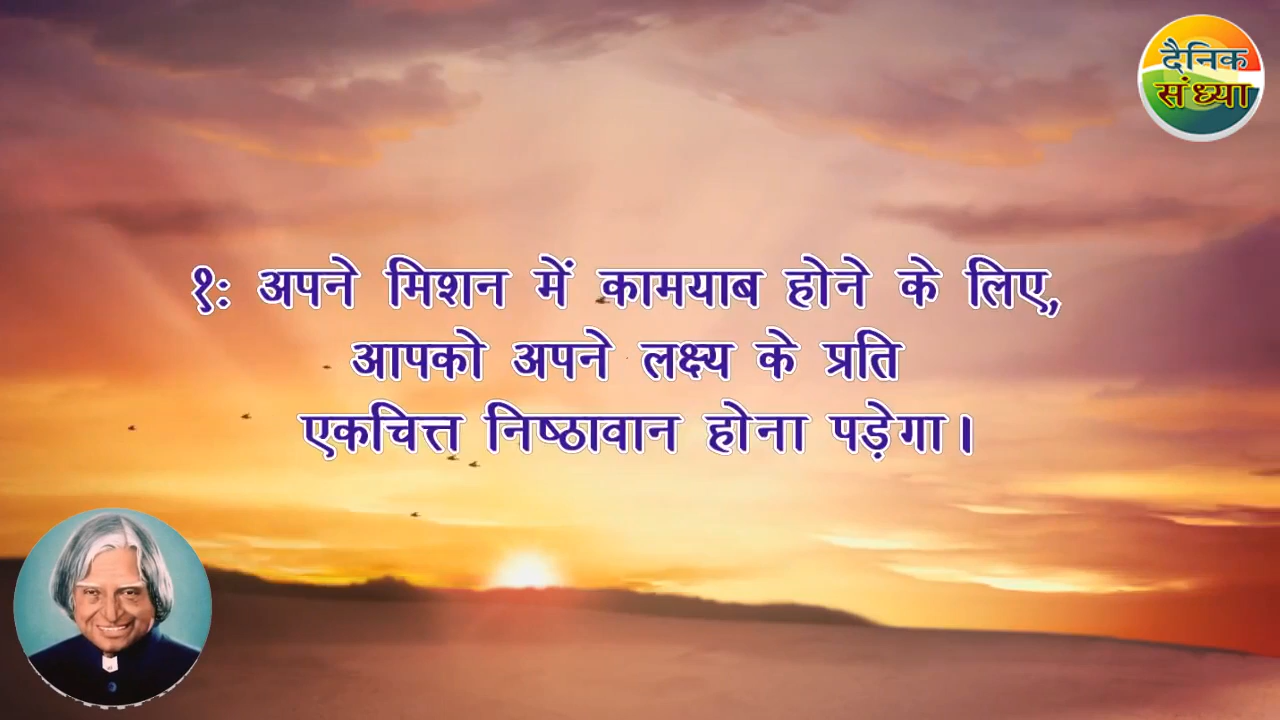 दैनिक
संध्या
१: अपने मिशन में कामयाब होने के लिए,
आपको अपने लक्ष्य के प्रति
एकचित्त निष्ठावान होना पड़ेगा।